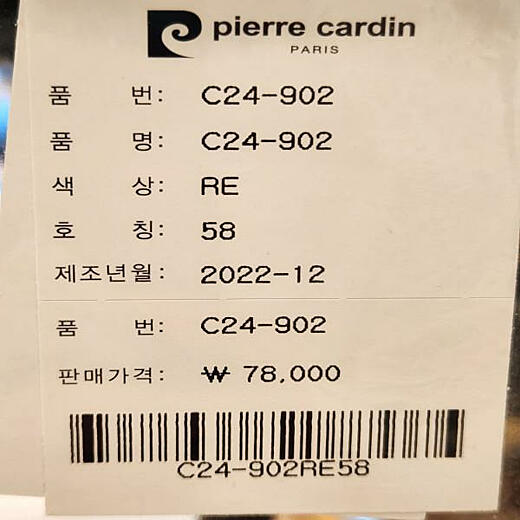 pierre cardin
PARIS
품 번: C24-902
품 명: C24-902
색 상: RE
호 칭: 58
제조년월: 2022-12
품 번: C24-902
판매가격: ₩ 78,000
C24-902RE58